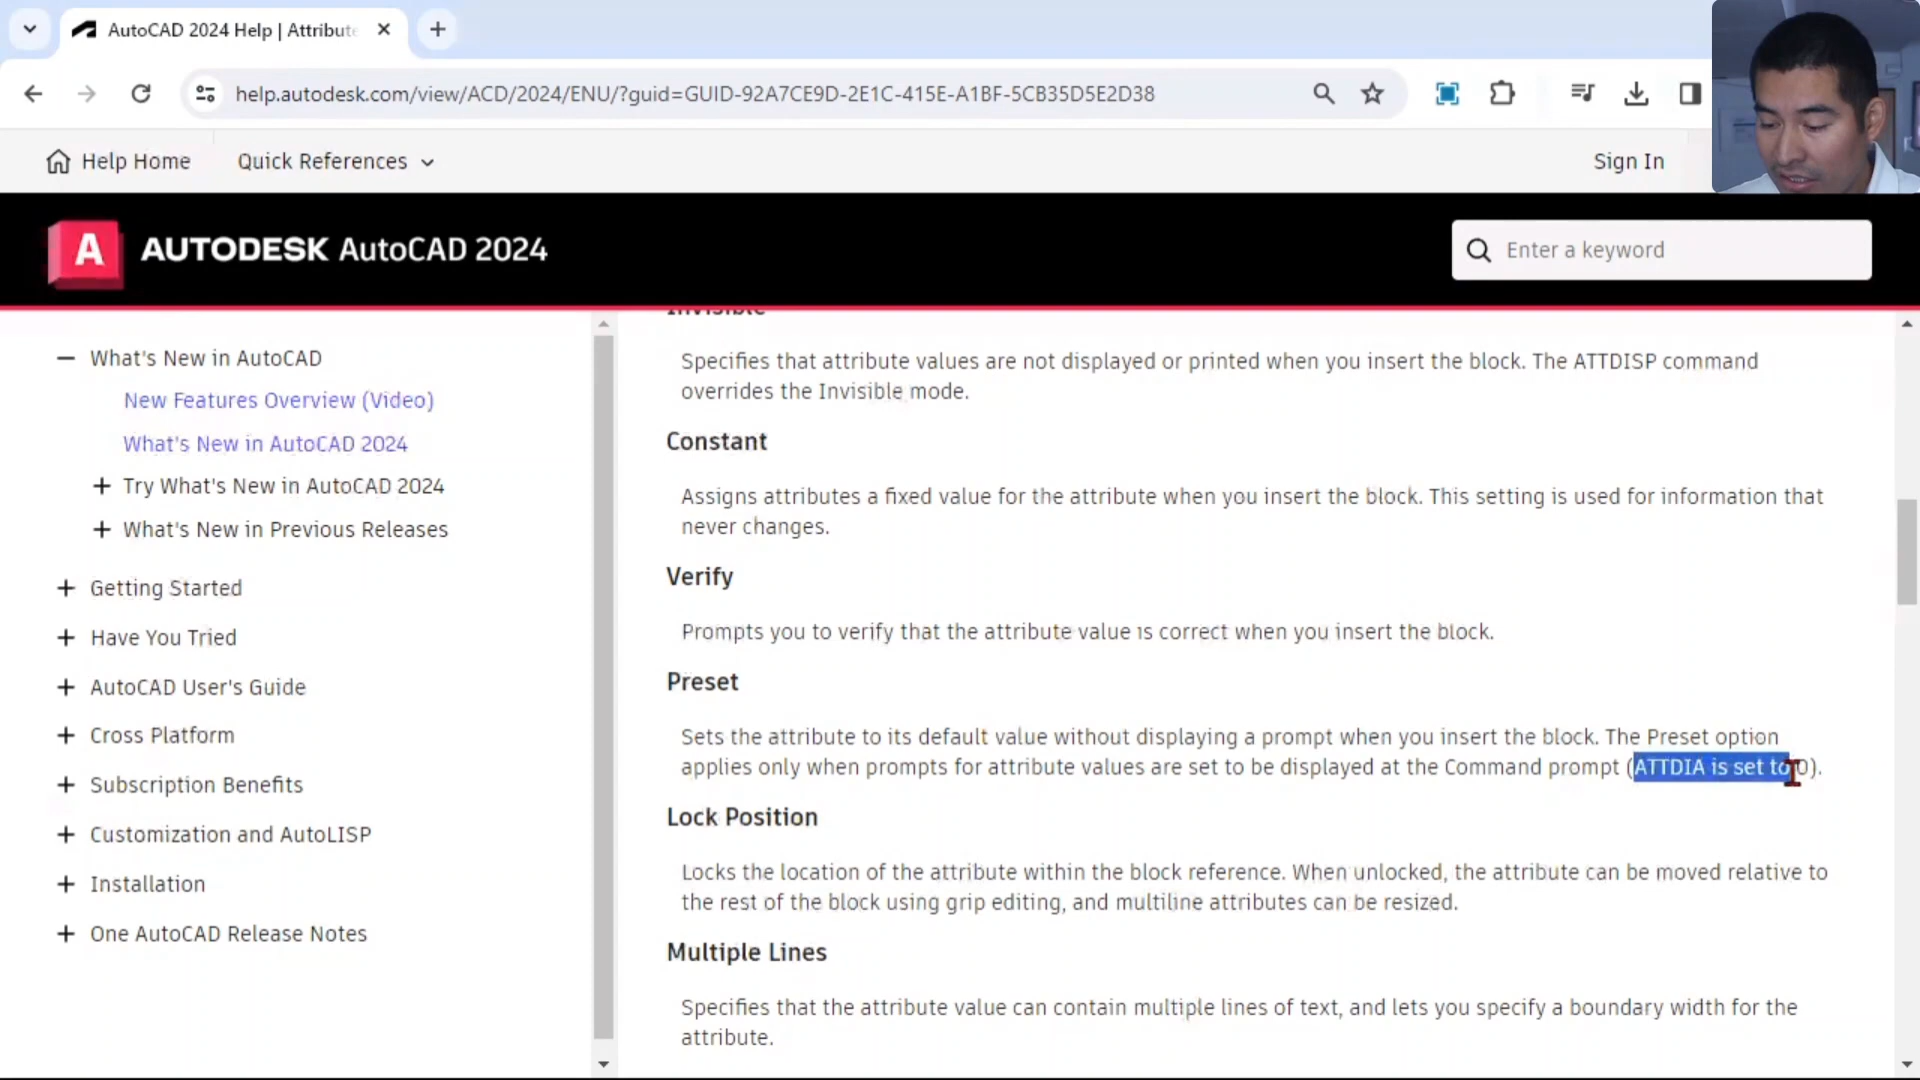 AutoCAD 2024 Help | Attribute
help.autodesk.com/view/ACD/2024/ENU/?guid=GUID-92A7CE9D-2E1C-415E-A1BF-5CB35D5E2D38
Help Home
Quick References
Sign In
A
AUTODESK AutoCAD 2024
Enter a keyword
What's New in AutoCAD
New Features Overview (Video)
What's New in AutoCAD 2024
Try What's New in AutoCAD 2024
What's New in Previous Releases
Getting Started
Have You Tried
AutoCAD User's Guide
Cross Platform
Subscription Benefits
Customization and AutoLISP
Installation
One AutoCAD Release Notes
Invisible
Specifies that attribute values are not displayed or printed when you insert the block. The ATTDISP command
overrides the Invisible mode.
Constant
Assigns attributes a fixed value for the attribute when you insert the block. This setting is used for information that
never changes.
Verify
Prompts you to verify that the attribute value is correct when you insert the block.
Preset
Sets the attribute to its default value without displaying a prompt when you insert the block. The Preset option
applies only when prompts for attribute values are set to be displayed at the Command prompt (ATTDIA is set to 0).
Lock Position
Locks the location of the attribute within the block reference. When unlocked, the attribute can be moved relative to
the rest of the block using grip editing, and multiline attributes can be resized.
Multiple Lines
Specifies that the attribute value can contain multiple lines of text, and lets you specify a boundary width for the
attribute.